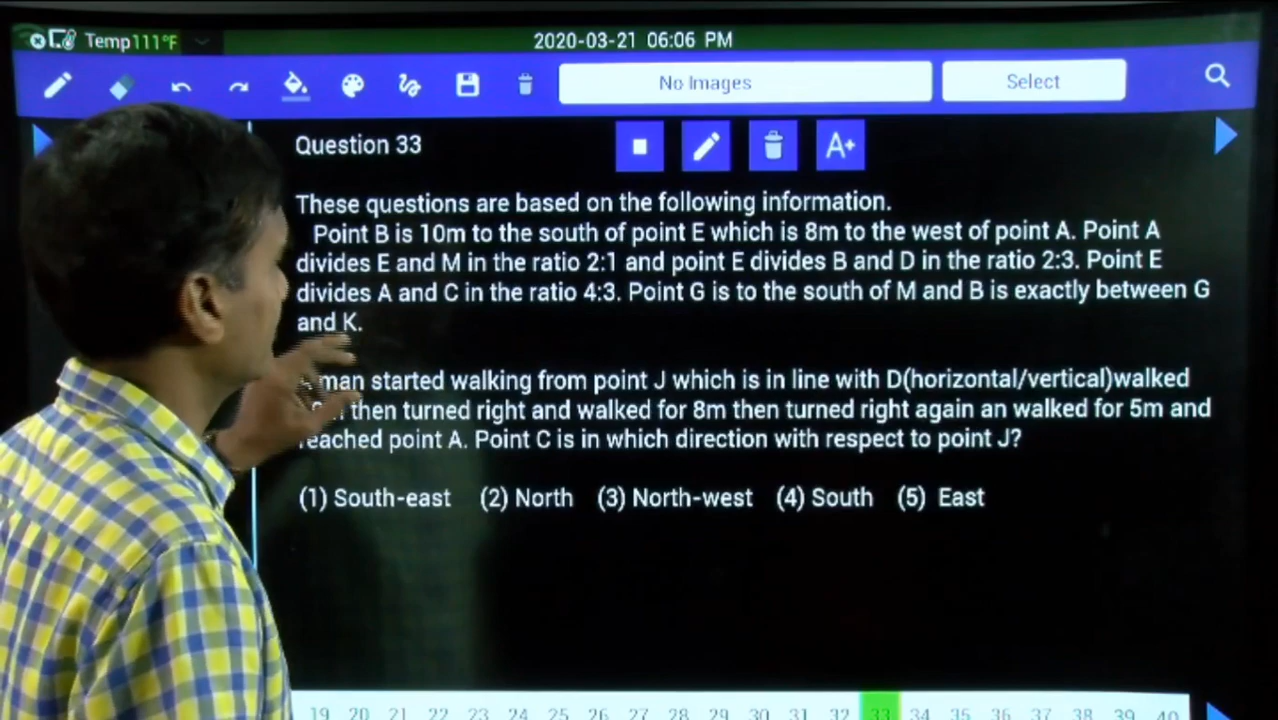 Temp111°F
2020-03-21 06:06 PM
No Images
Select
Question 33
A+
These questions are based on the following information.
Point B is 10m to the south of point E which is 8m to the west of point A. Point A
divides E and M in the ratio 2:1 and point E divides B and D in the ratio 2:3. Point E
divides A and C in the ratio 4:3. Point G is to the south of M and B is exactly between G
and K.
man started walking from point J which is in line with D(horizontal/vertical)walked
then turned right and walked for 8m then turned right again an walked for 5m and
reached point A. Point C is in which direction with respect to point J?
(1) South-east (2) North (3) North-west (4) South (5) East
19 20 21 22 23 24 25 26 27 28 29 30 31 32 33 34 35 36 37 38 39 40